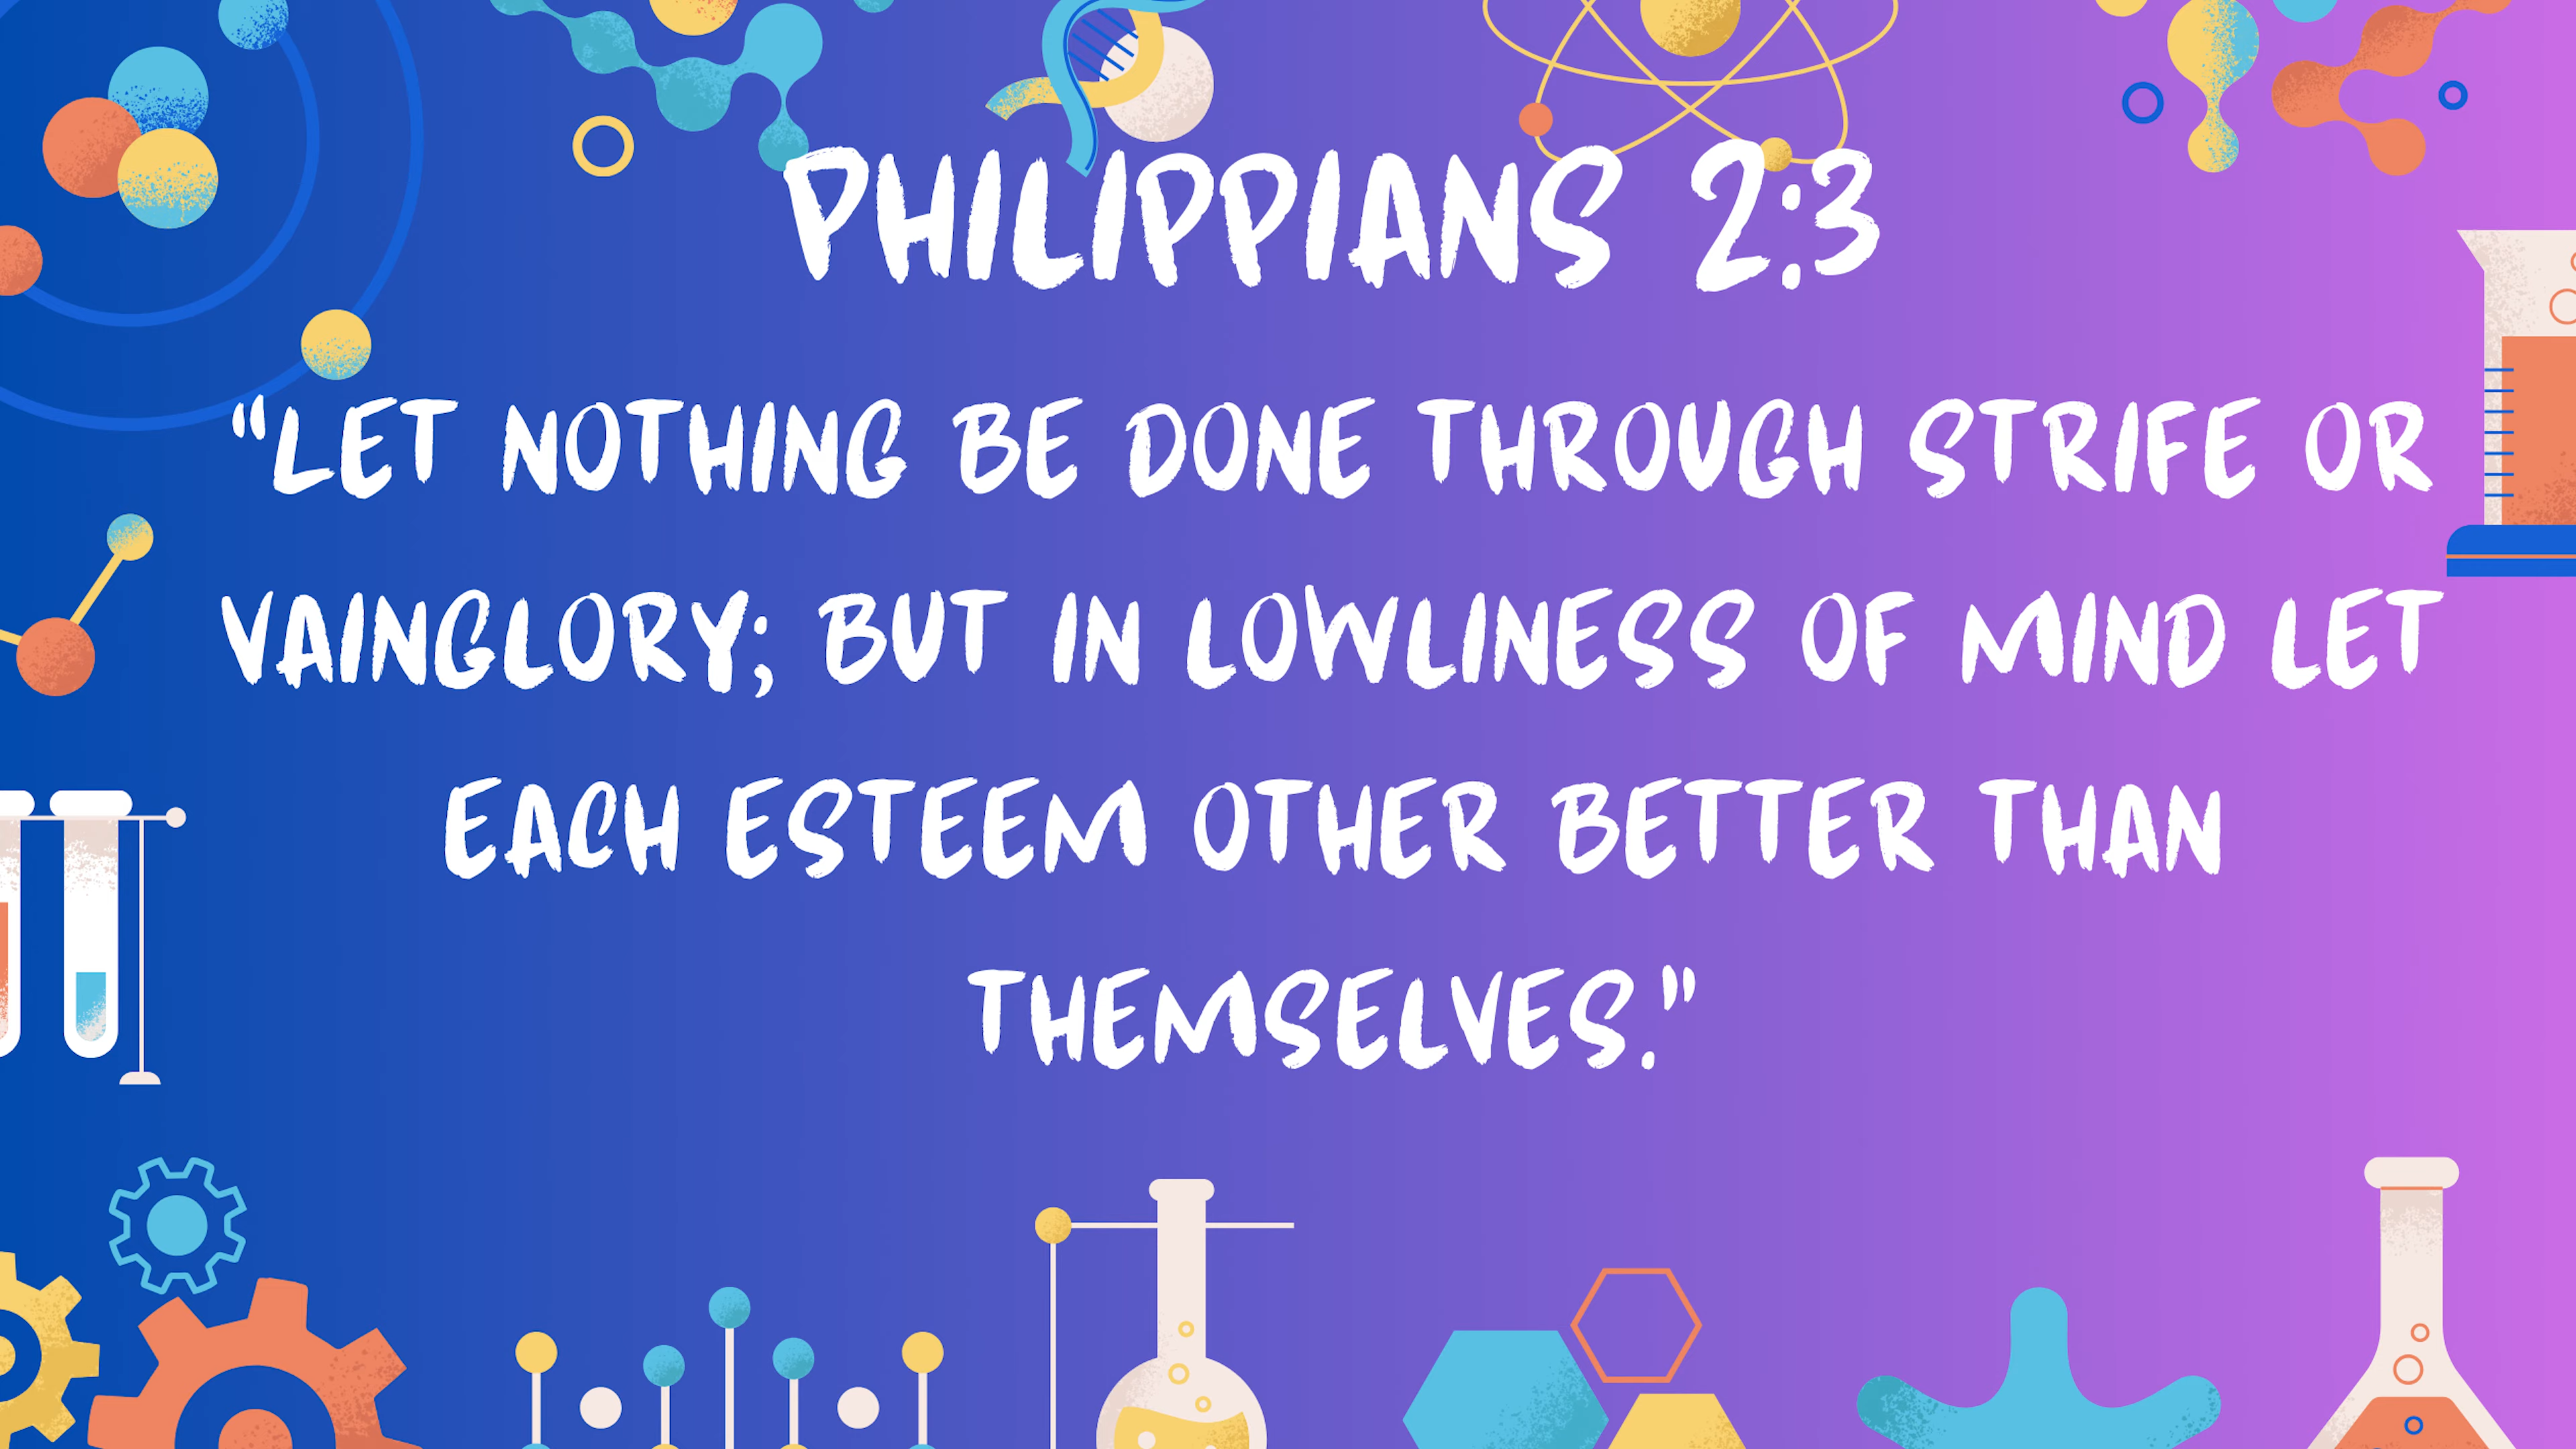 PHILIPPIANS 2:3
"LET NOTHING BE DONE THROUGH STRIFE OR
VAINGLORY; BUT IN LOWLINESS OF MIND LET
EACH ESTEEM OTHER BETTER THAN
THEMSELVES."